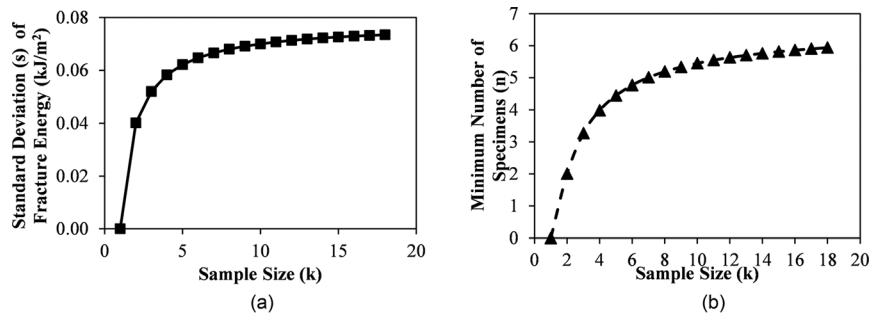 Standard Deviation (s) of
Fracture Energy (kJ/m²)
0.08
0.06
0.04
0.02
0.00
0
5
10
15
20
Sample Size (k)
(a)
Minimum Number of
Specimens (n)
7
6
5
4
3
2
1
0
0 2 4 6 8 10 12 14 16 18 20
Sample Size (k)
(b)